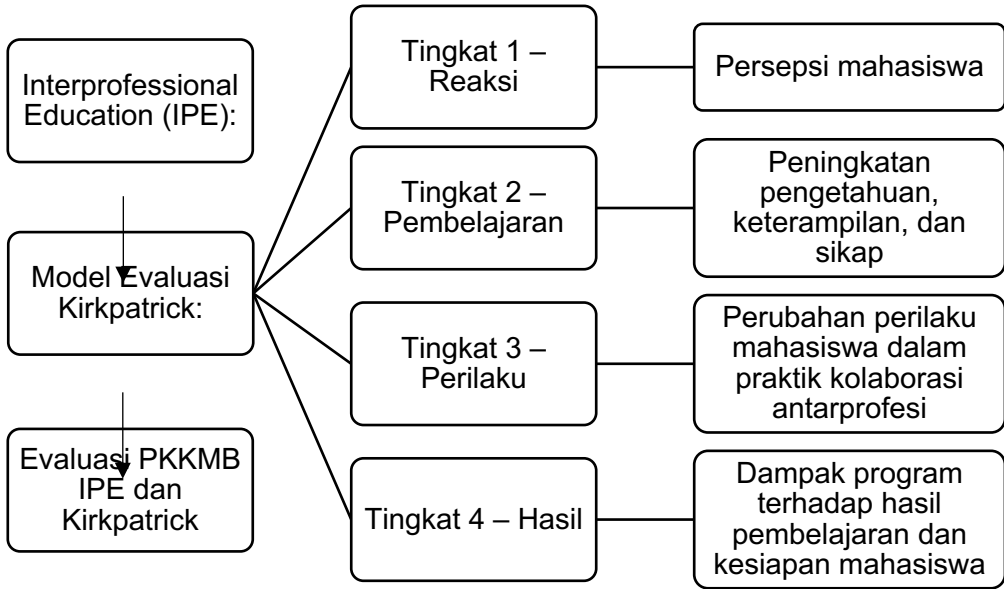 Interprofessional
Education (IPE):
Model Evaluasi
Kirkpatrick:
Evaluasi PKKMB
IPE dan
Kirkpatrick
Tingkat 1 –
Reaksi
Persepsi mahasiswa
Tingkat 2 –
Pembelajaran
Peningkatan
pengetahuan,
keterampilan, dan
sikap
Tingkat 3 –
Perilaku
Perubahan perilaku
mahasiswa dalam
praktik kolaborasi
antarprofesi
Tingkat 4 – Hasil
Dampak program
terhadap hasil
pembelajaran dan
kesiapan mahasiswa